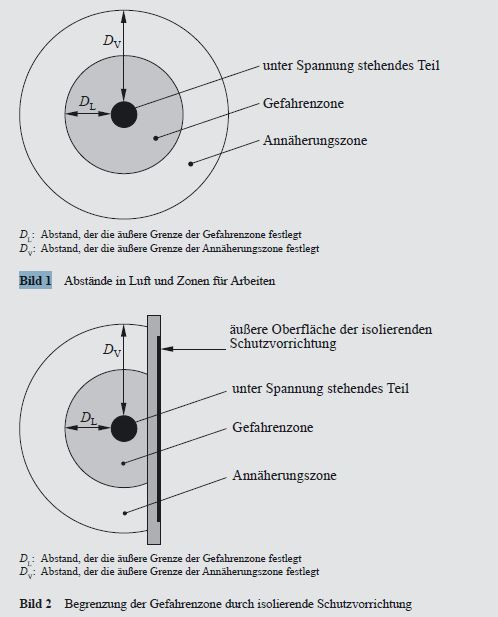 D_V
unter Spannung stehendes Teil
D_L
Gefahrenzone
Annäherungszone
D_L: Abstand, der die äußere Grenze der Gefahrenzone festlegt
D_V: Abstand, der die äußere Grenze der Annäherungszone festlegt
Bild 1 Abstände in Luft und Zonen für Arbeiten
äußere Oberfläche der isolierenden
Schutzvorrichtung
D_V
unter Spannung stehendes Teil
D_L
Gefahrenzone
Annäherungszone
D_L: Abstand, der die äußere Grenze der Gefahrenzone festlegt
D_V: Abstand, der die äußere Grenze der Annäherungszone festlegt
Bild 2 Begrenzung der Gefahrenzone durch isolierende Schutzvorrichtung